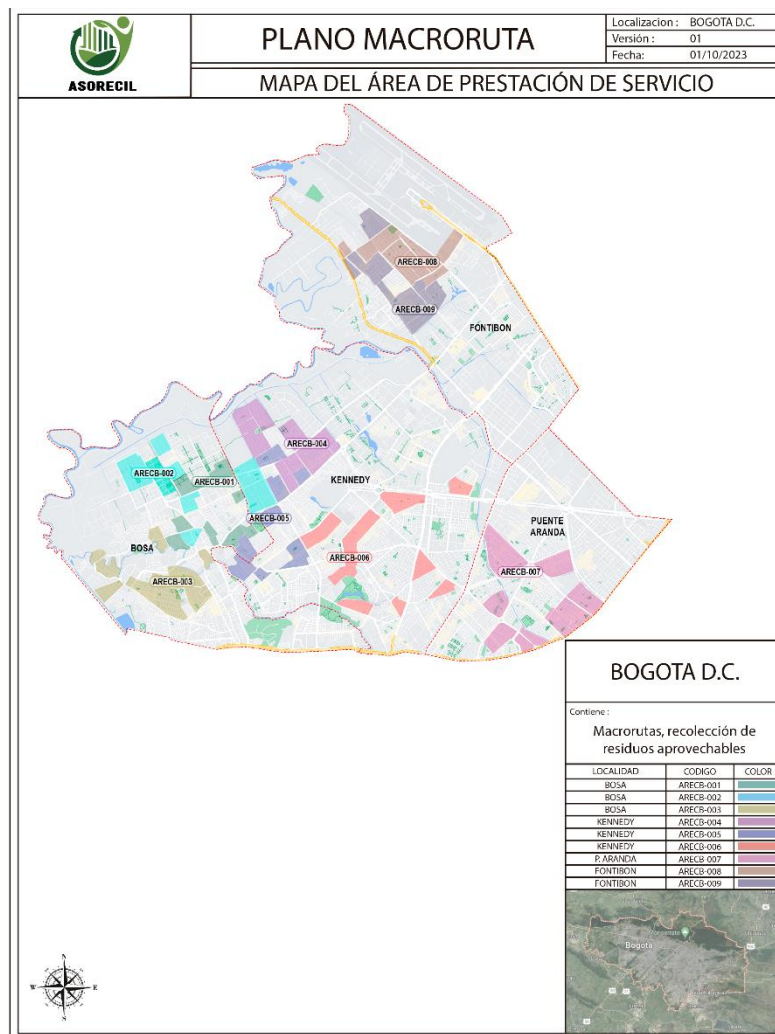 ASORECIL
PLANO MACRORUTA
Localizacion : BOGOTA D.C.
Versión : 01
Fecha: 01/10/2023
MAPA DEL ÁREA DE PRESTACIÓN DE SERVICIO
ARECB-008
ARECB-009
FONTIBON
ARECB-004
ARECB-002
ARECB-001
KENNEDY
ARECB-005
PUENTE
ARANDA
BOSA
ARECB-006
ARECB-007
ARECB-003
BOGOTA D.C.
Contiene :
Macrorutas, recolección de
residuos aprovechables
LOCALIDAD CODIGO COLOR
BOSA ARECB-001
BOSA ARECB-002
BOSA ARECB-003
KENNEDY ARECB-004
KENNEDY ARECB-005
KENNEDY ARECB-006
P. ARANDA ARECB-007
FONTIBON ARECB-008
FONTIBON ARECB-009
Bogotá
N
W E
S